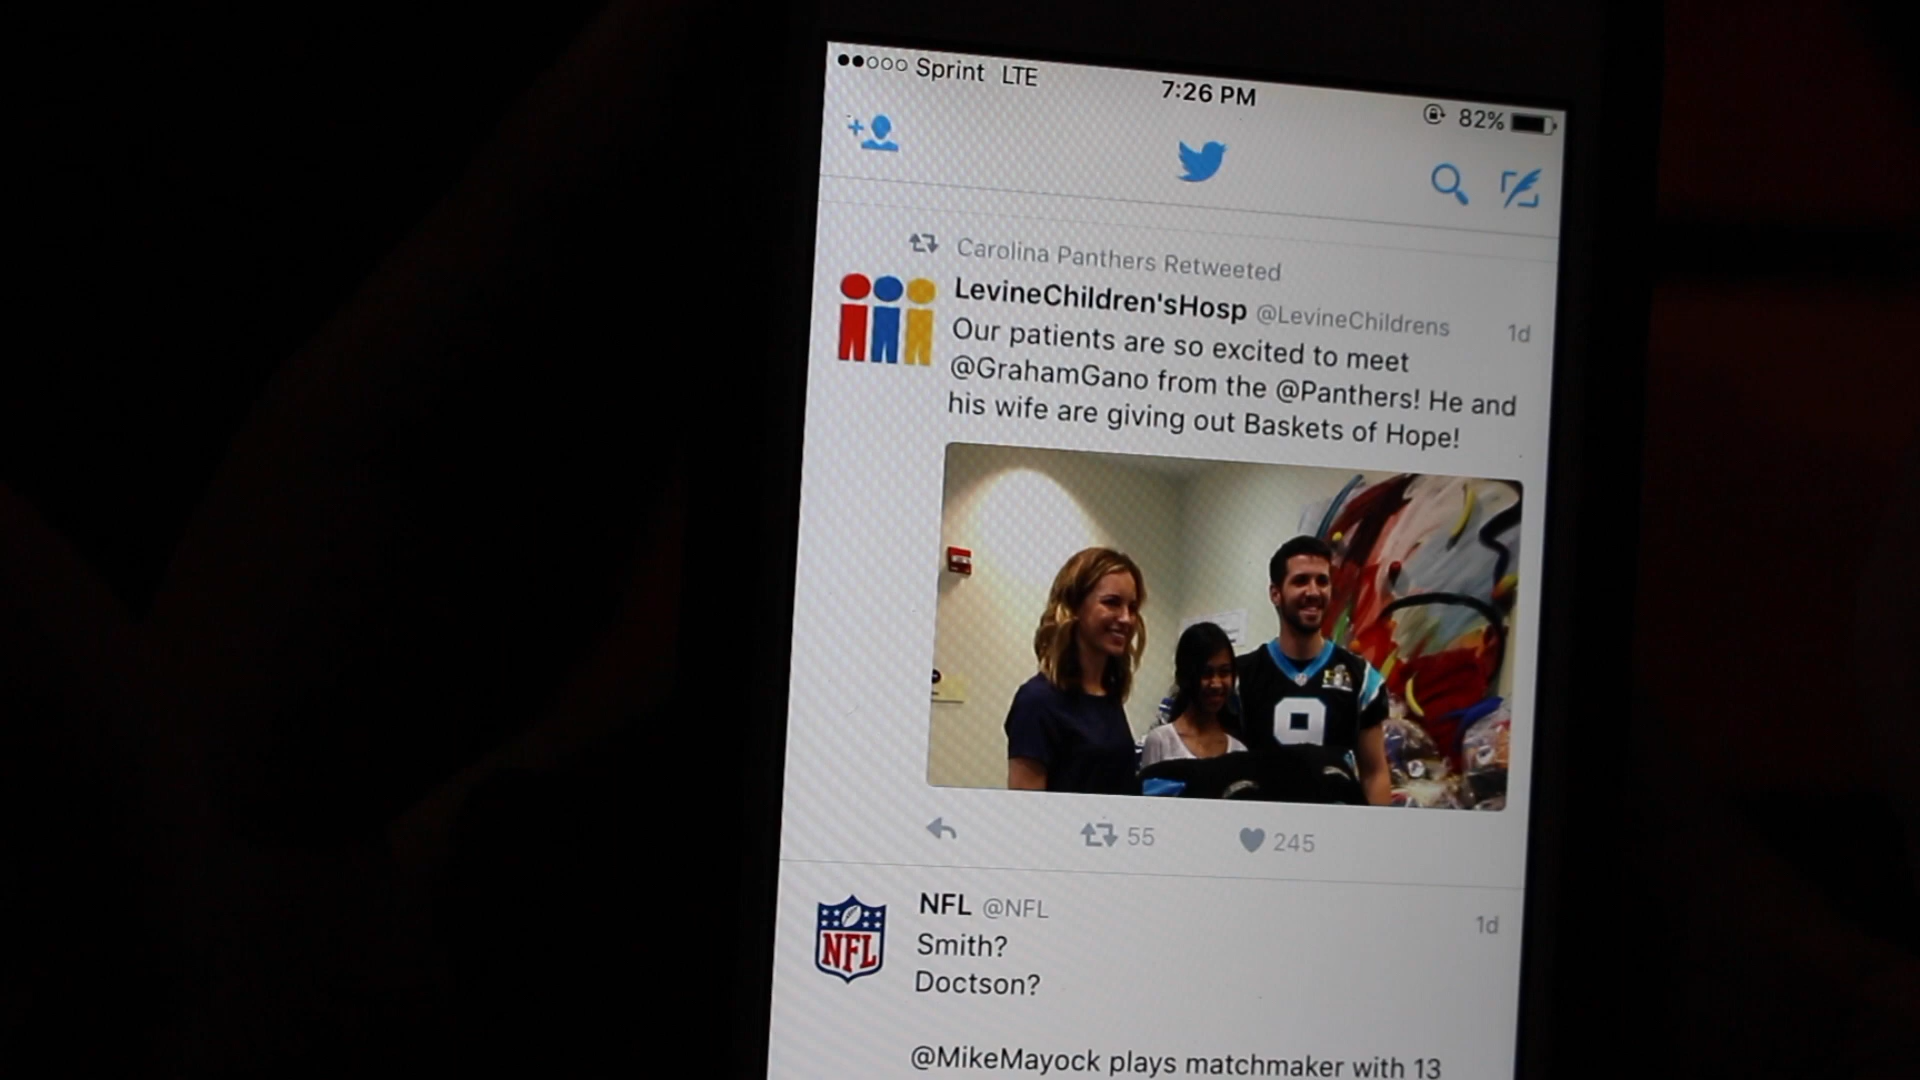 Sprint LTE
7:26 PM
82%
Carolina Panthers Retweeted
LevineChildren'sHosp @LevineChildrens 1d
Our patients are so excited to meet
@GrahamGano from the @Panthers! He and
his wife are giving out Baskets of Hope!
9
55
245
NFL
NFL @NFL 1d
Smith?
Doctson?
@MikeMayock plays matchmaker with 13